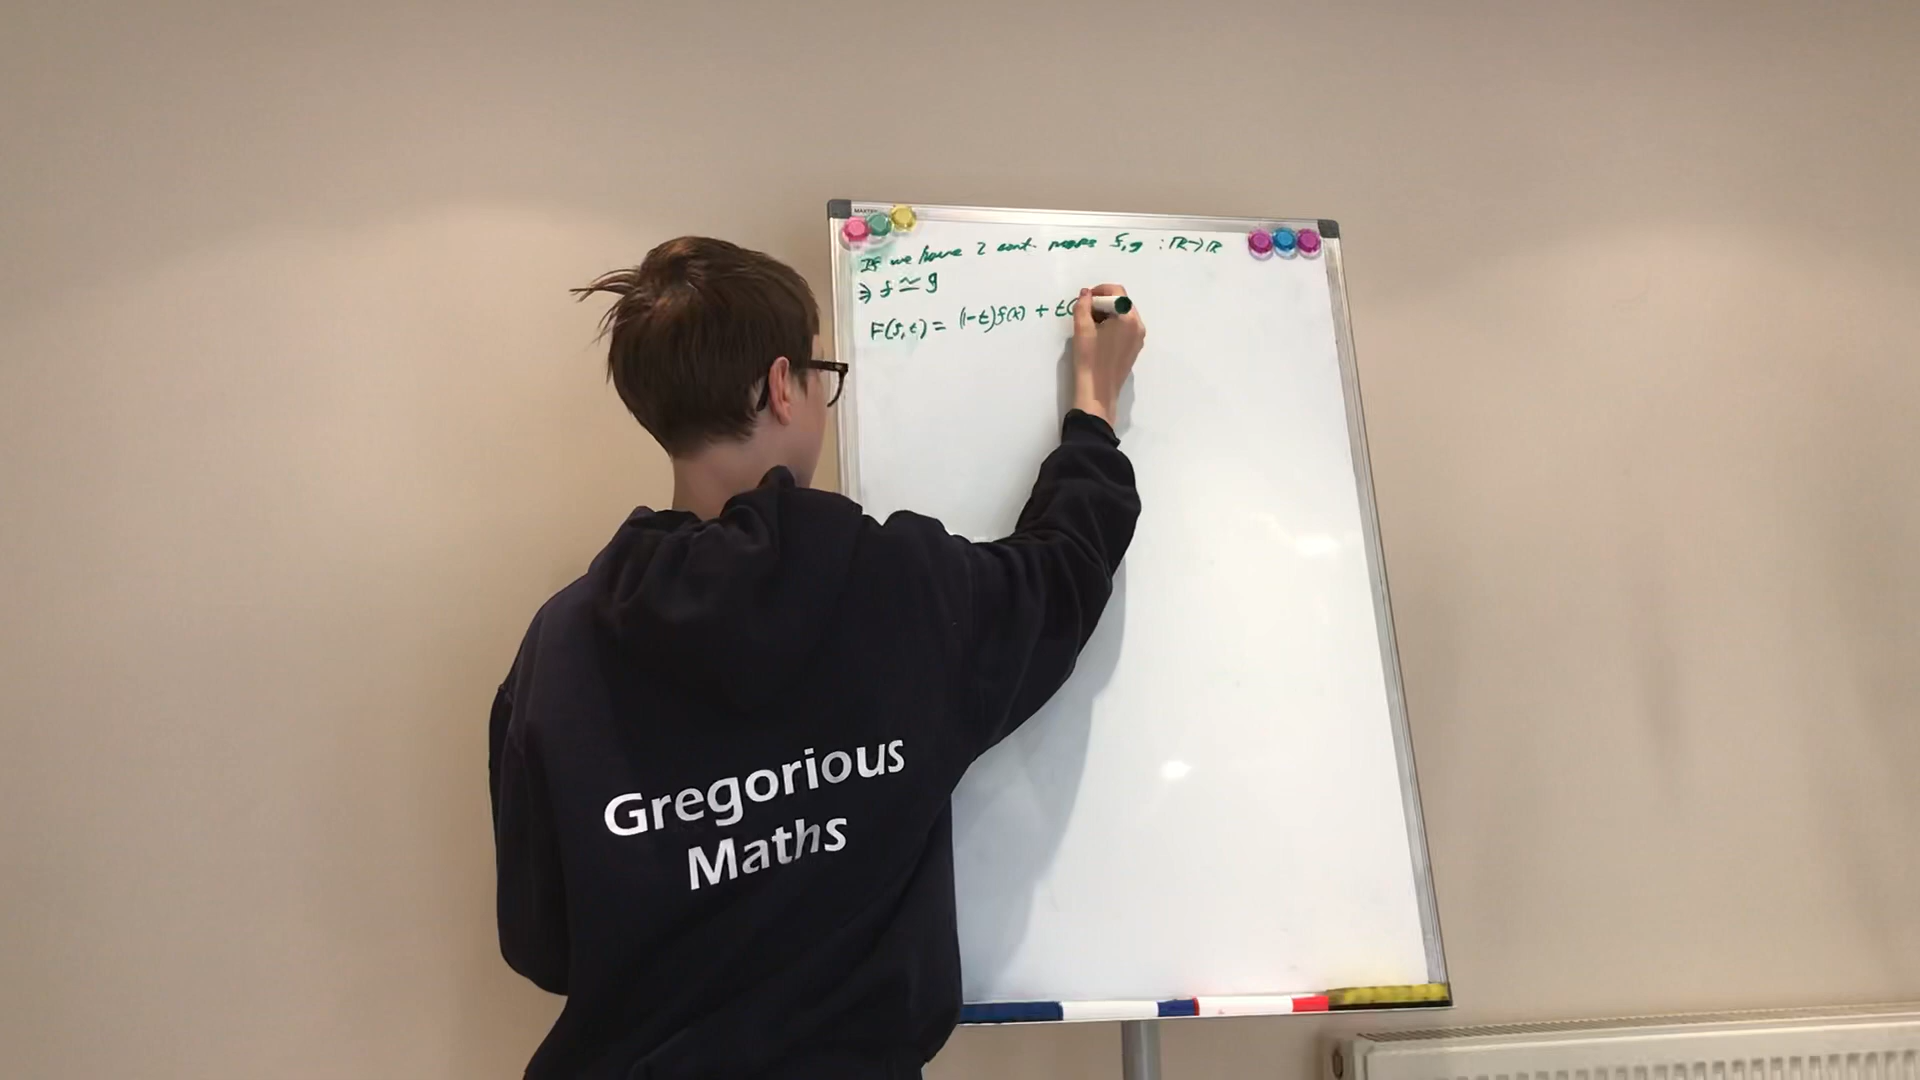 If we have 2 cont. maps f, g : ℝ→ℝ
⇒ f ≃ g
F(s,t) = (1-t)f(x) + t(
Gregorious
Maths